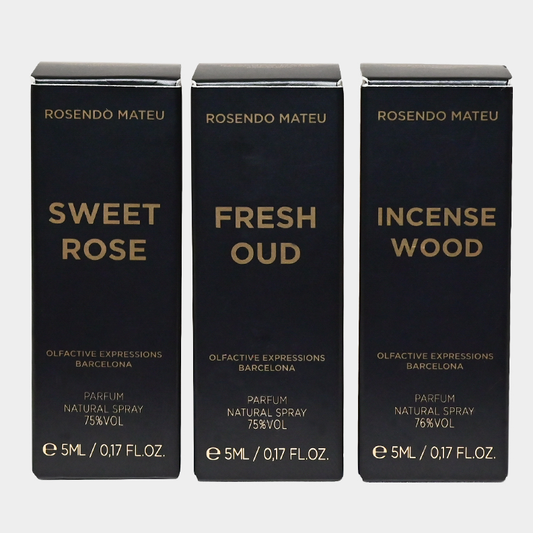 ROSENDO MATEU
SWEET
ROSE
OLFACTIVE EXPRESSIONS
BARCELONA
PARFUM
NATURAL SPRAY
75%VOL
e 5ML / 0,17 FL.OZ.
ROSENDO MATEU
FRESH
OUD
OLFACTIVE EXPRESSIONS
BARCELONA
PARFUM
NATURAL SPRAY
75%VOL
e 5ML / 0,17 FL.OZ.
ROSENDO MATEU
INCENSE
WOOD
OLFACTIVE EXPRESSIONS
BARCELONA
PARFUM
NATURAL SPRAY
76%VOL
e 5ML / 0,17 FL.OZ.